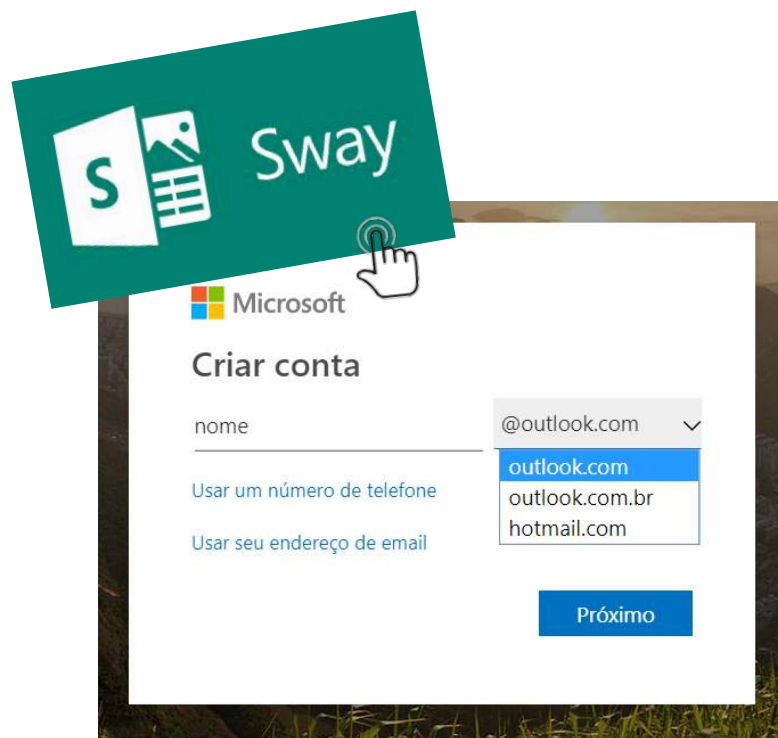 S Sway
Microsoft
Criar conta
nome @outlook.com
outlook.com
Usar um número de telefone
outlook.com.br
hotmail.com
Usar seu endereço de email
Próximo